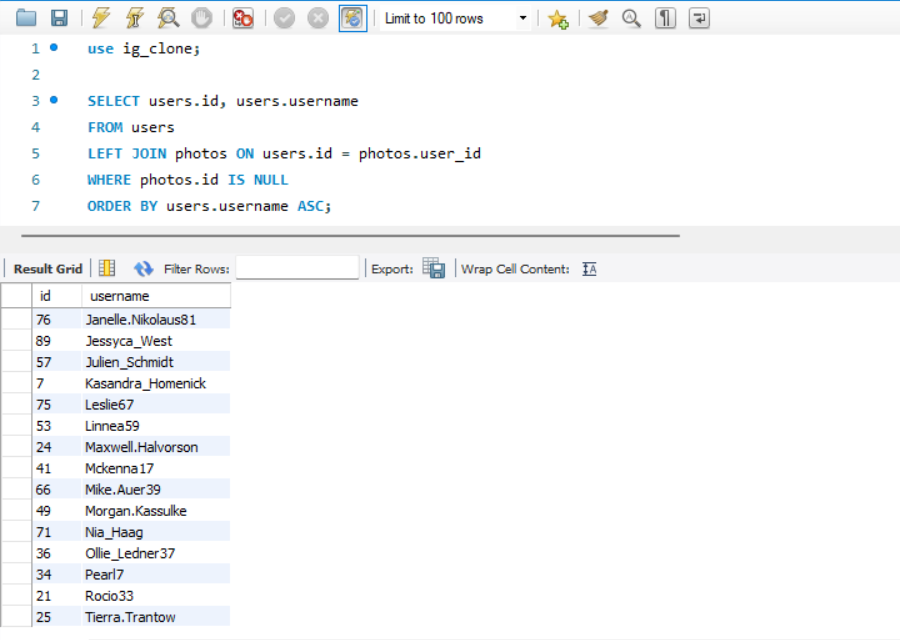 Limit to 100 rows
1 use ig_clone;
2
3 SELECT users.id, users.username
4 FROM users
5 LEFT JOIN photos ON users.id = photos.user_id
6 WHERE photos.id IS NULL
7 ORDER BY users.username ASC;
Result Grid Filter Rows: Export: Wrap Cell Content: IA
id username
76 Janelle.Nikolaus81
89 Jessyca_West
57 Julien_Schmidt
7 Kasandra_Homenick
75 Leslie67
53 Linnea59
24 Maxwell.Halvorson
41 Mckenna17
66 Mike.Auer39
49 Morgan.Kassulke
71 Nia_Haag
36 Ollie_Ledner37
34 Pearl7
21 Rocio33
25 Tierra.Trantow